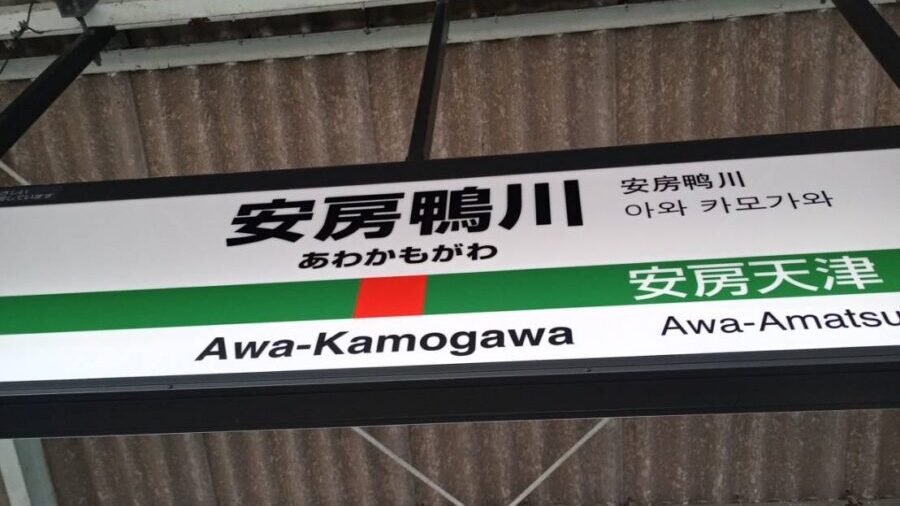 安房鴨川
あわかもがわ
安房鸭川
아와 카모가와
安房天津
Awa-Kamogawa
Awa-Amatsu